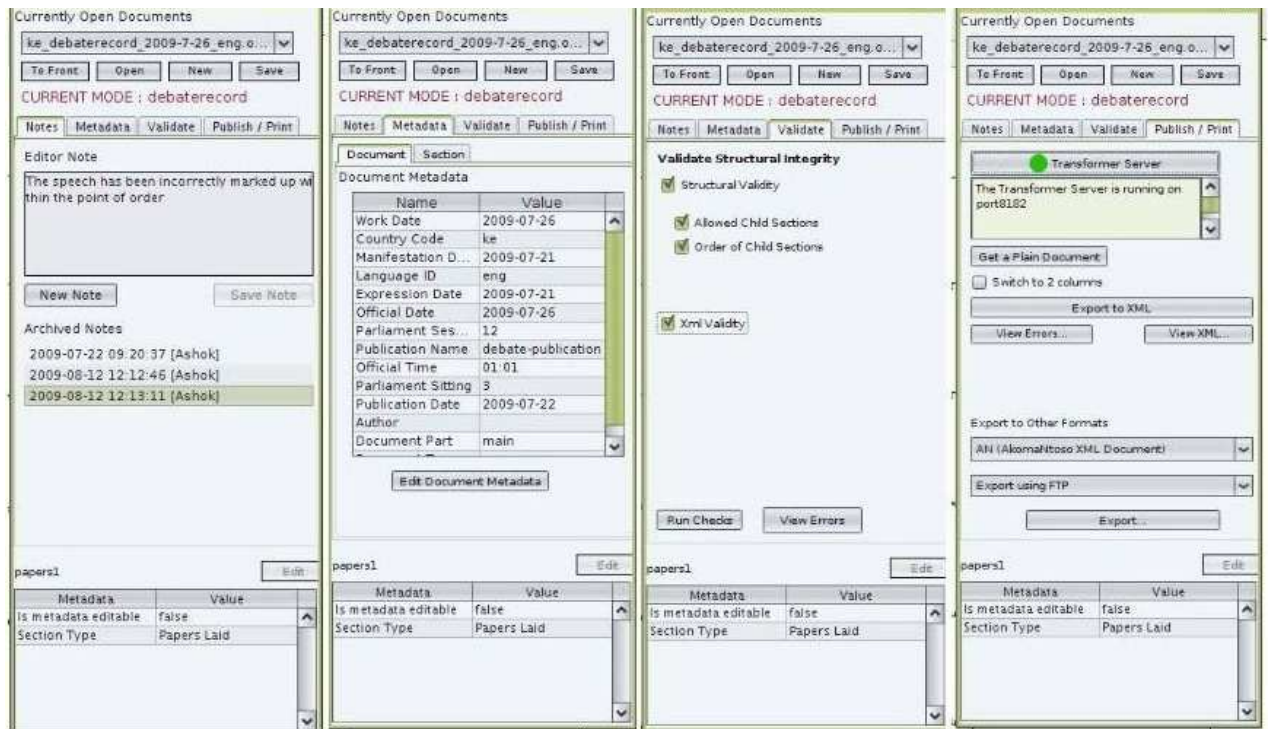 Currently Open Documents
ke_debaterecord_2009-7-26_eng.o...
To Front Open New Save
CURRENT MODE : debaterecord
Notes Metadata Validate Publish / Print
Editor Note
The speech has been incorrectly marked up wi
thin the point of order
New Note Save Note
Archived Notes
2009-07-22 09:20:37 [Ashok]
2009-08-12 12:12:46 [Ashok]
2009-08-12 12:13:11 [Ashok]
papers1 Edit
Metadata Value
Is metadata editable false
Section Type Papers Laid
Currently Open Documents
ke_debaterecord_2009-7-26_eng.o...
To Front Open New Save
CURRENT MODE : debaterecord
Notes Metadata Validate Publish / Print
Document Section
Document Metadata
Name Value
Work Date 2009-07-26
Country Code ke
Manifestation D... 2009-07-21
Language ID eng
Expression Date 2009-07-21
Official Date 2009-07-26
Parliament Ses... 12
Publication Name debate-publication
Official Time 01:01
Parliament Sitting 3
Publication Date 2009-07-22
Author
Document Part main
Edit Document Metadata
papers1 Edit
Metadata Value
Is metadata editable false
Section Type Papers Laid
Currently Open Documents
ke_debaterecord_2009-7-26_eng.o...
To Front Open New Save
CURRENT MODE : debaterecord
Notes Metadata Validate Publish / Print
Validate Structural Integrity
Structural Validity
Allowed Child Sections
Order of Child Sections
Xml Validity
Run Checks View Errors
papers1 Edit
Metadata Value
Is metadata editable false
Section Type Papers Laid
Currently Open Documents
ke_debaterecord_2009-7-26_eng.o...
To Front Open New Save
CURRENT MODE : debaterecord
Notes Metadata Validate Publish / Print
Transformer Server
The Transformer Server is running on
port8182
Get a Plain Document
Switch to 2 columns
Export to XML
View Errors... View XML...
Export to Other Formats
AN (AkomaNtoso XML Document)
Export using FTP
Export...
papers1 Edit
Metadata Value
Is metadata editable false
Section Type Papers Laid